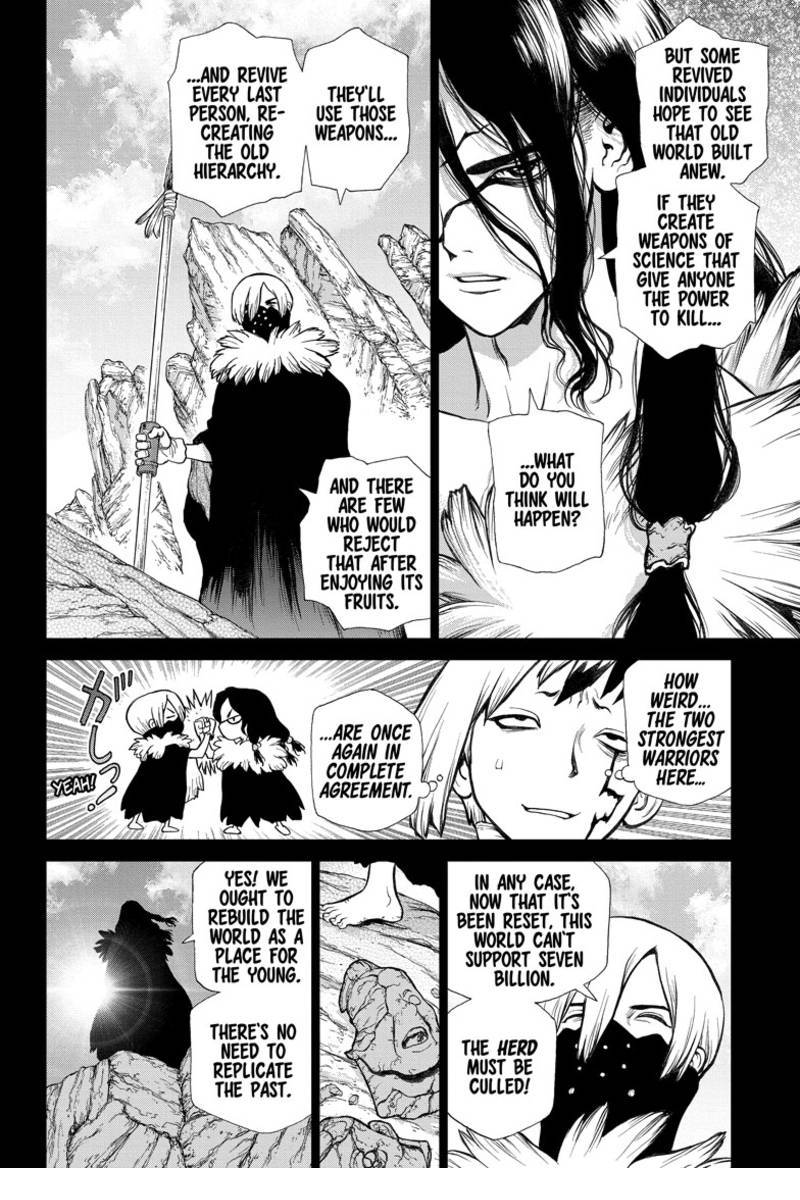 BUT SOME
REVIVED
INDIVIDUALS
HOPE TO SEE
THAT OLD
WORLD BUILT
ANEW.
IF THEY
CREATE
WEAPONS OF
SCIENCE THAT
GIVE ANYONE
THE POWER
TO KILL...
...WHAT
DO YOU
THINK WILL
HAPPEN?
THEY'LL
USE THOSE
WEAPONS...
...AND REVIVE
EVERY LAST
PERSON, RE-
CREATING
THE OLD
HIERARCHY.
AND THERE
ARE FEW
WHO WOULD
REJECT
THAT AFTER
ENJOYING ITS
FRUITS.
HOW
WEIRD...
THE TWO
STRONGEST
WARRIORS
HERE...
...ARE ONCE
AGAIN IN
COMPLETE
AGREEMENT.
ガシッ!
YEAH!
IN ANY CASE,
NOW THAT IT'S
BEEN RESET, THIS
WORLD CAN'T
SUPPORT SEVEN
BILLION.
THE HERD
MUST BE
CULLED!
YES! WE
OUGHT TO
REBUILD THE
WORLD AS A
PLACE FOR
THE YOUNG.
THERE'S NO
NEED TO
REPLICATE
THE PAST.